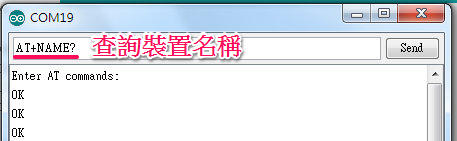 COM19
AT+NAME? 查詢裝置名稱
Send
Enter AT commands:
OK
OK
OK